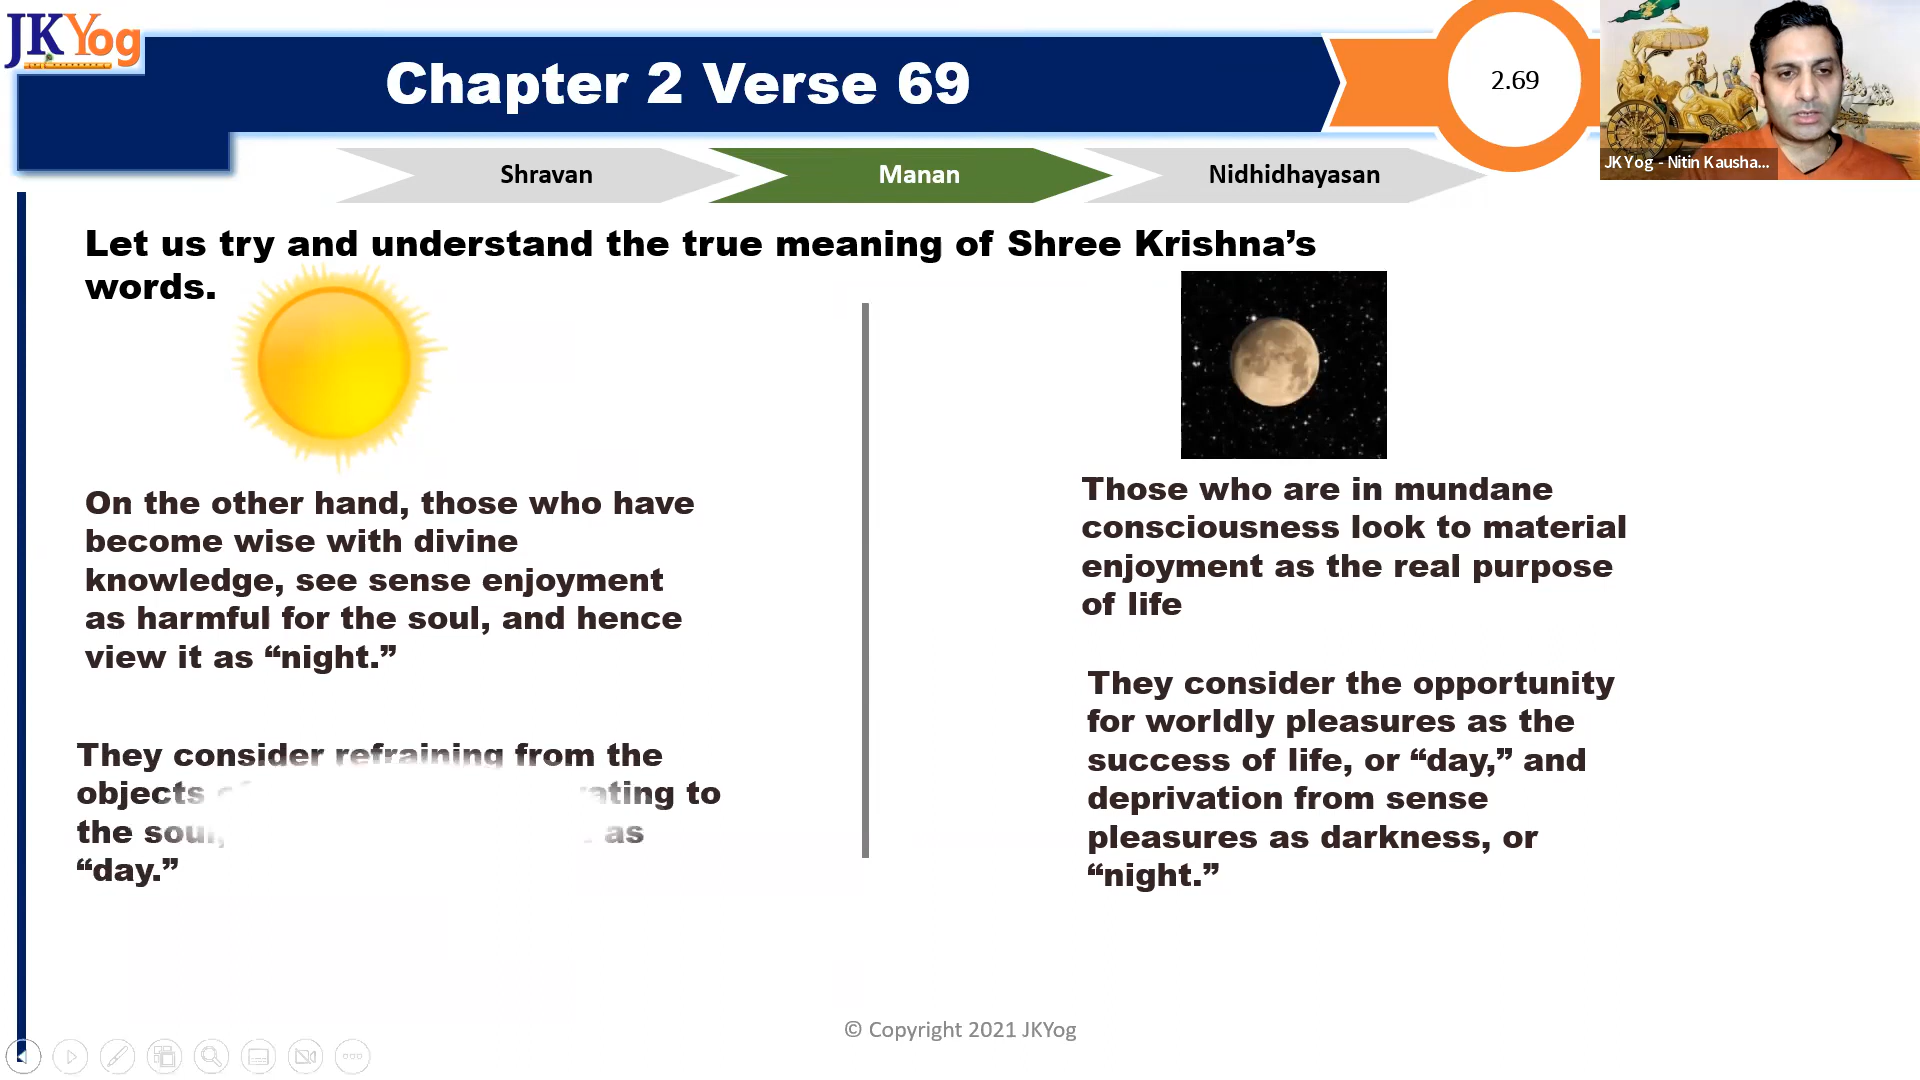 JKYog
Chapter 2 Verse 69
2.69
JK Yog - Nitin Kausha...
Shravan
Manan
Nidhidhayasan
Let us try and understand the true meaning of Shree Krishna’s
words.
On the other hand, those who have
become wise with divine
knowledge, see sense enjoyment
as harmful for the soul, and hence
view it as “night.”
They consider refraining from the
objects to
the soul, as
“day.”
Those who are in mundane
consciousness look to material
enjoyment as the real purpose
of life
They consider the opportunity
for worldly pleasures as the
success of life, or “day,” and
deprivation from sense
pleasures as darkness, or
“night.”
© Copyright 2021 JKYog